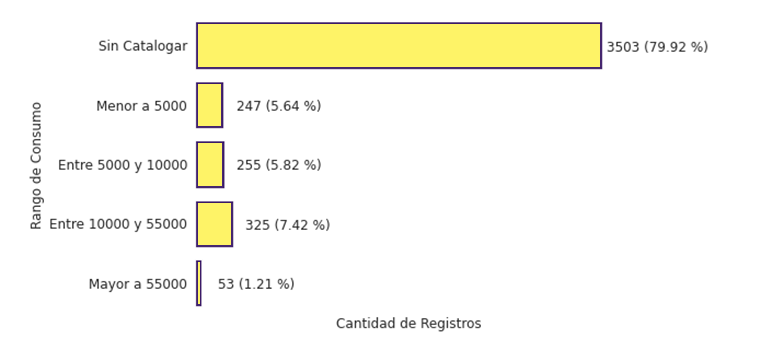 Sin Catalogar 3503 (79.92 %)
Menor a 5000 247 (5.64 %)
Entre 5000 y 10000 255 (5.82 %)
Entre 10000 y 55000 325 (7.42 %)
Mayor a 55000 53 (1.21 %)
Rango de Consumo
Cantidad de Registros